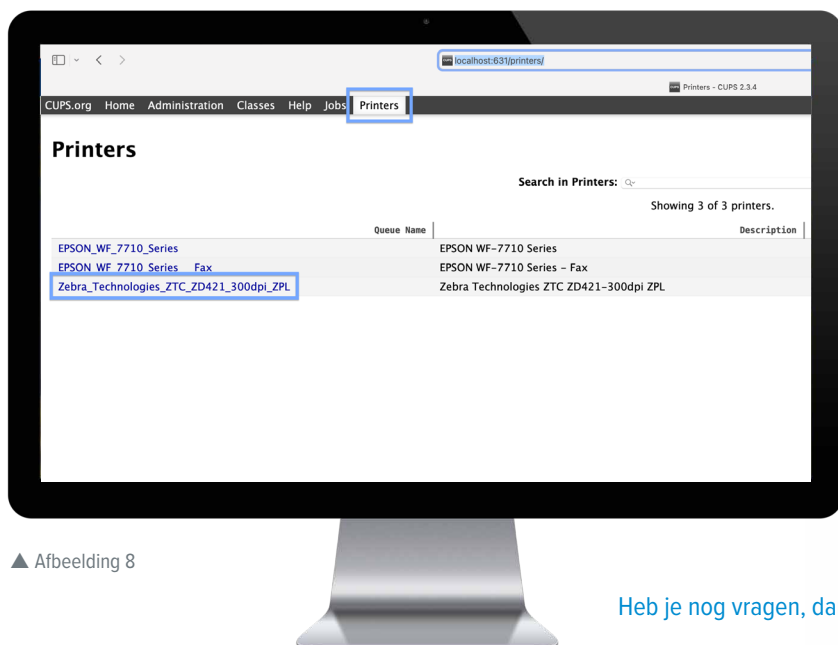 localhost:631/printers/
Printers - CUPS 2.3.4
CUPS.org Home Administration Classes Help Jobs Printers
Printers
Search in Printers:
Showing 3 of 3 printers.
Queue Name Description
EPSON_WF_7710_Series EPSON WF-7710 Series
EPSON_WF_7710_Series___Fax EPSON WF-7710 Series - Fax
Zebra_Technologies_ZTC_ZD421_300dpi_ZPL Zebra Technologies ZTC ZD421-300dpi ZPL
▲ Afbeelding 8
Heb je nog vragen, da